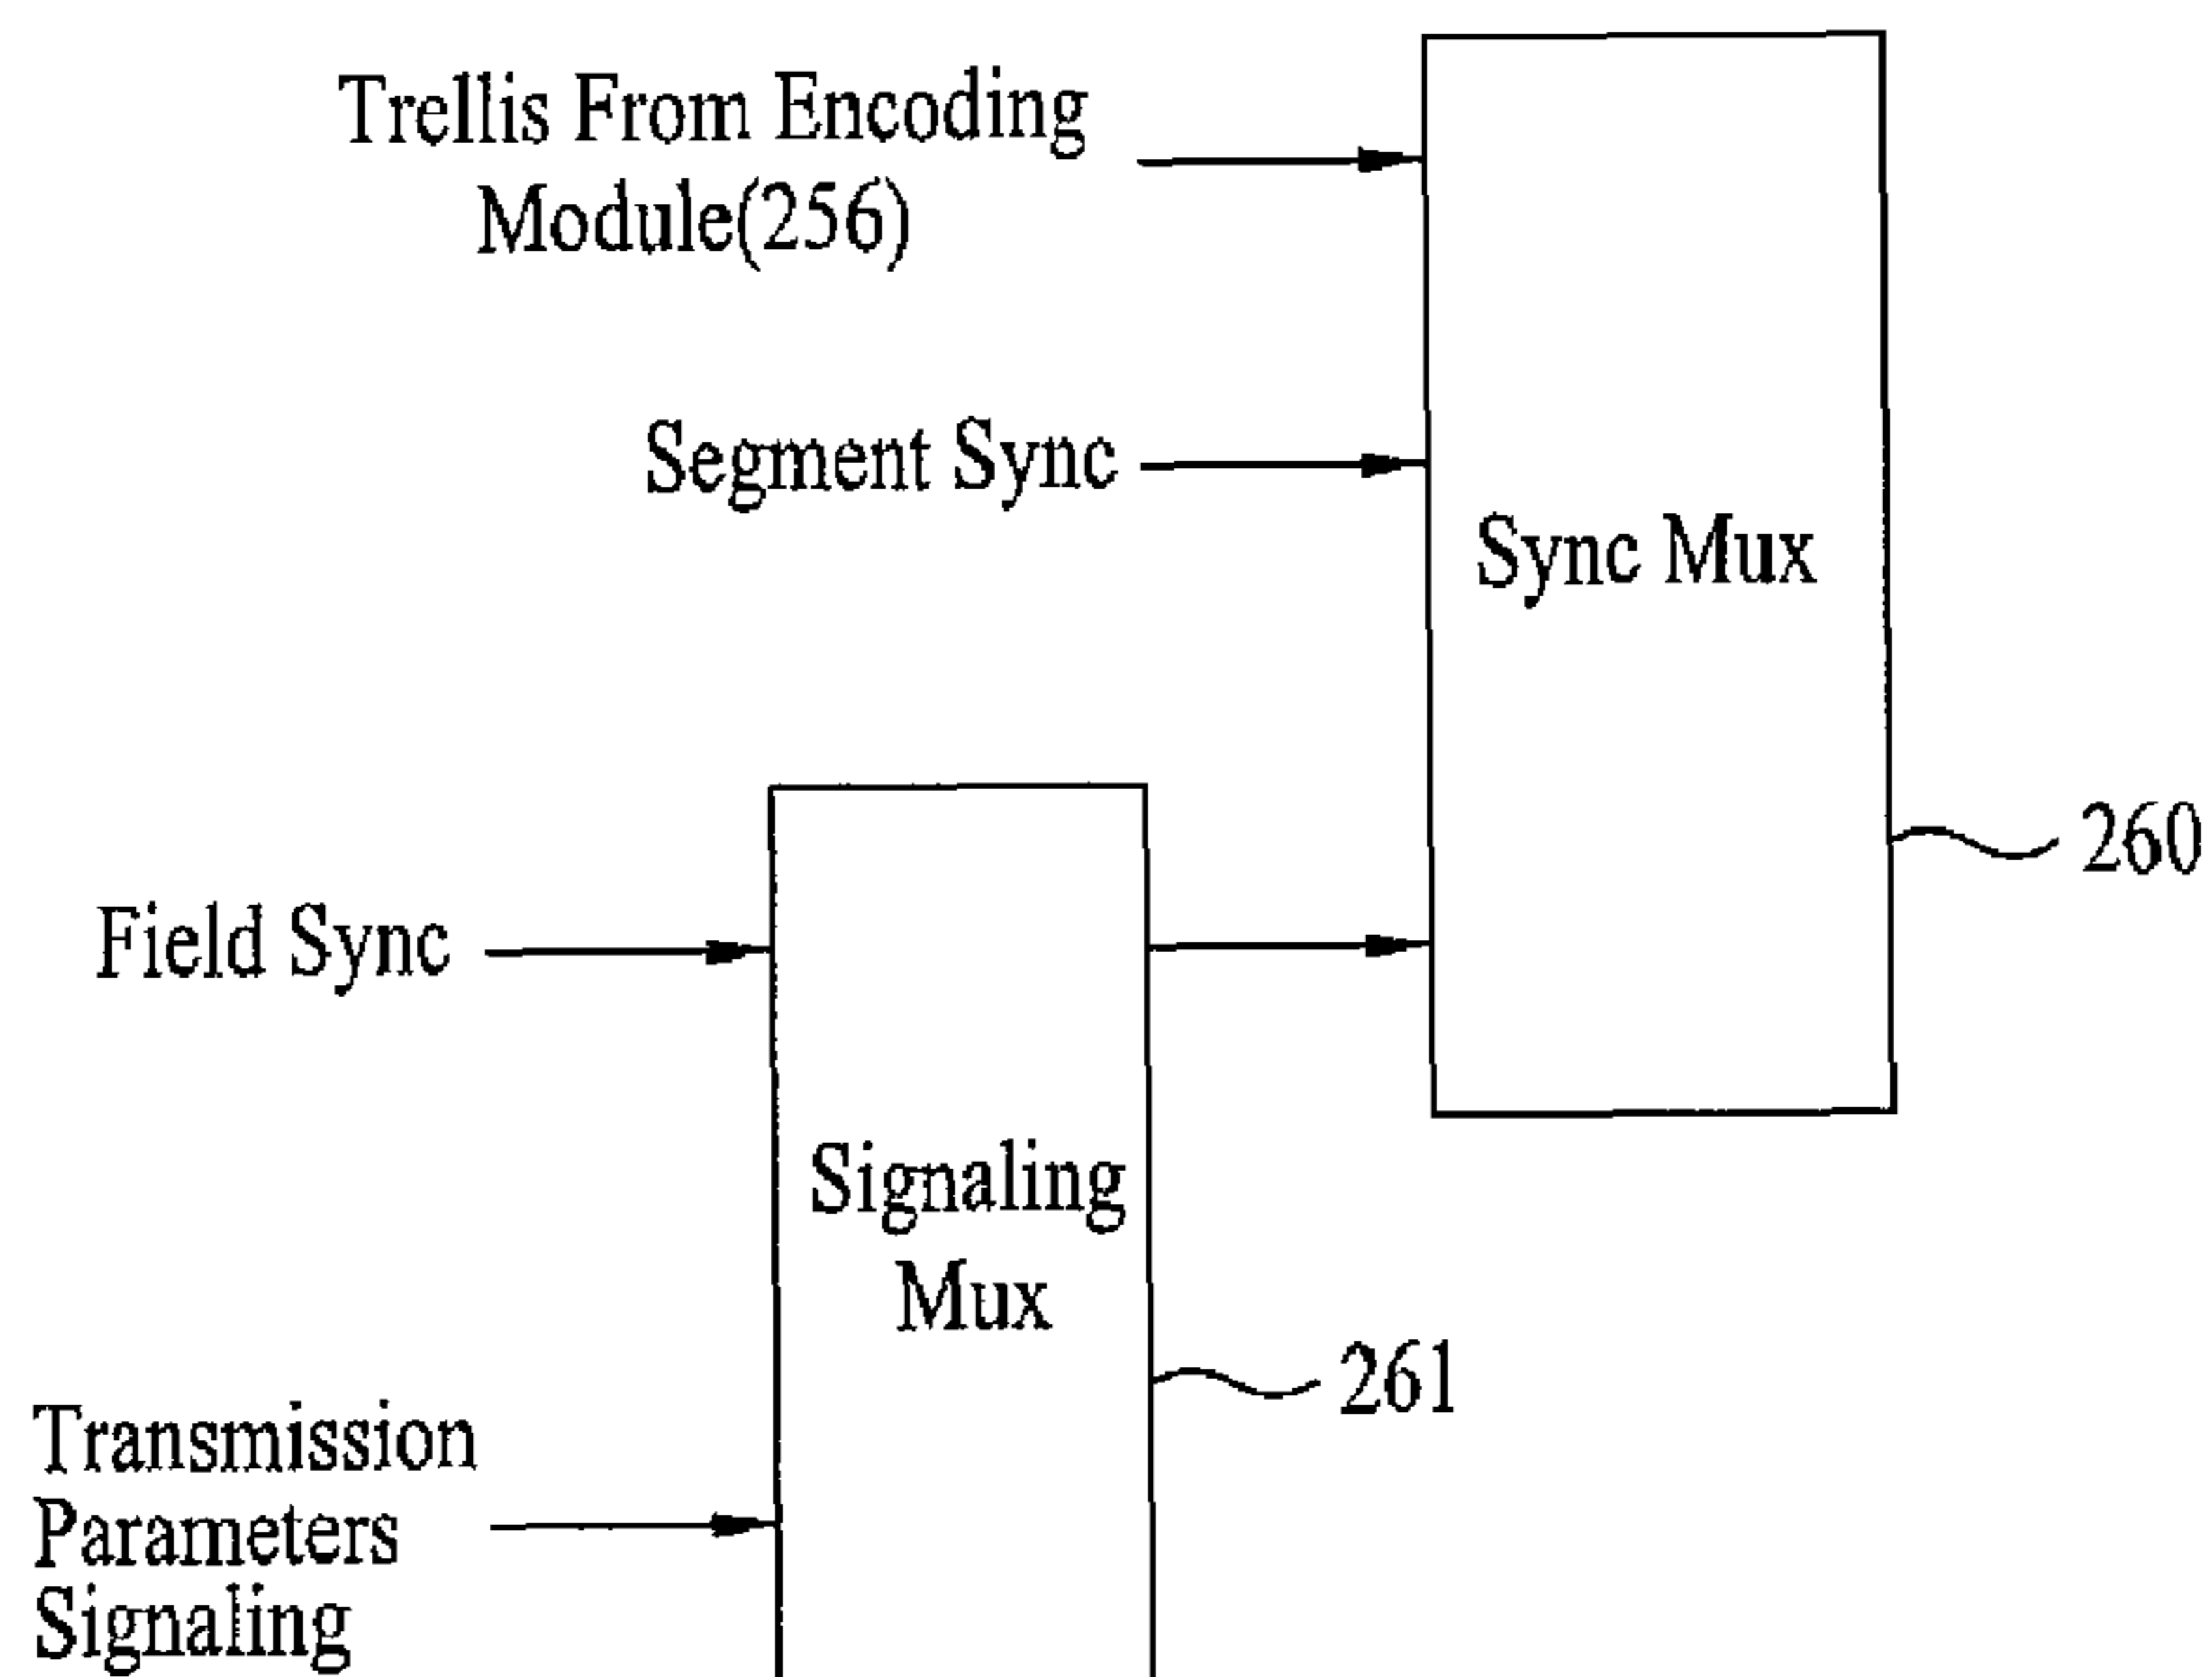 Trellis From Encoding
Module(256)
Segment Sync
Sync Mux
260
Field Sync
Signaling
Mux
261
Transmission
Parameters
Signaling